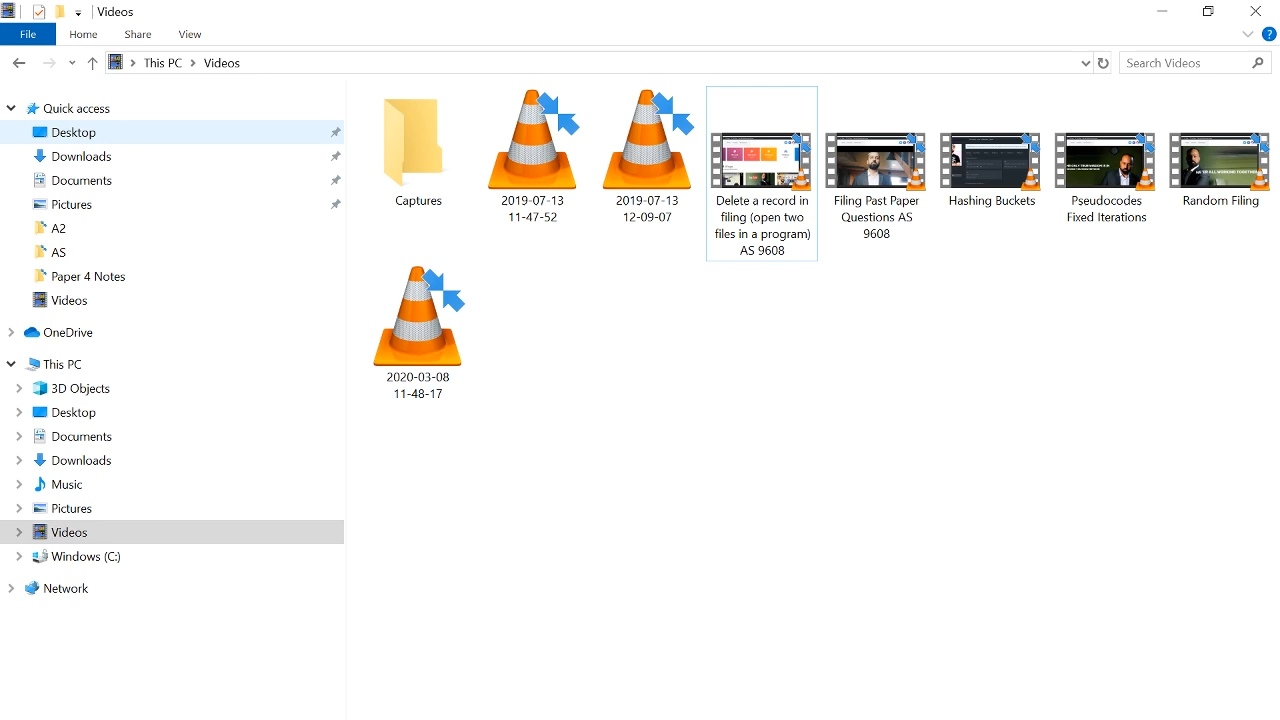 Videos
File Home Share View
This PC Videos
Search Videos
Quick access
Desktop
Downloads
Documents
Pictures
A2
AS
Paper 4 Notes
Videos
OneDrive
This PC
3D Objects
Desktop
Documents
Downloads
Music
Pictures
Videos
Windows (C:)
Network
Captures
2019-07-13
11-47-52
2019-07-13
12-09-07
Delete a record in
filing (open two
files in a program)
AS 9608
Filing Past Paper
Questions AS
9608
Hashing Buckets
Pseudocodes
Fixed Iterations
Random Filing
2020-03-08
11-48-17